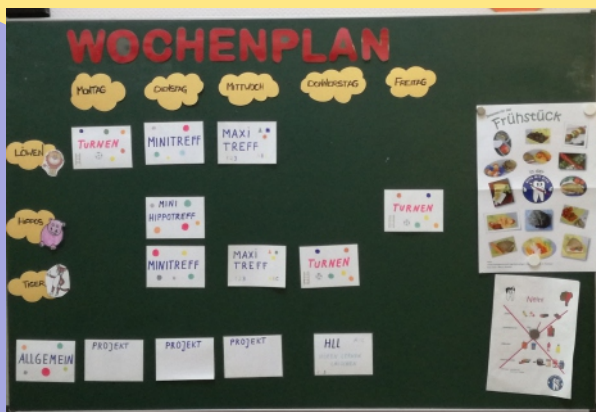 WOCHENPLAN
MONTAG DIENSTAG MITTWOCH DONNERSTAG FREITAG
LÖWEN
TURNEN
MINITREFF
MAXI
TREFF
HIPPOS
MINI
HIPPOTREFF
TURNEN
TIGER
MINITREFF
MAXI
TREFF
TURNEN
ALLGEMEIN
PROJEKT
PROJEKT
PROJEKT
HLL
Frühstück